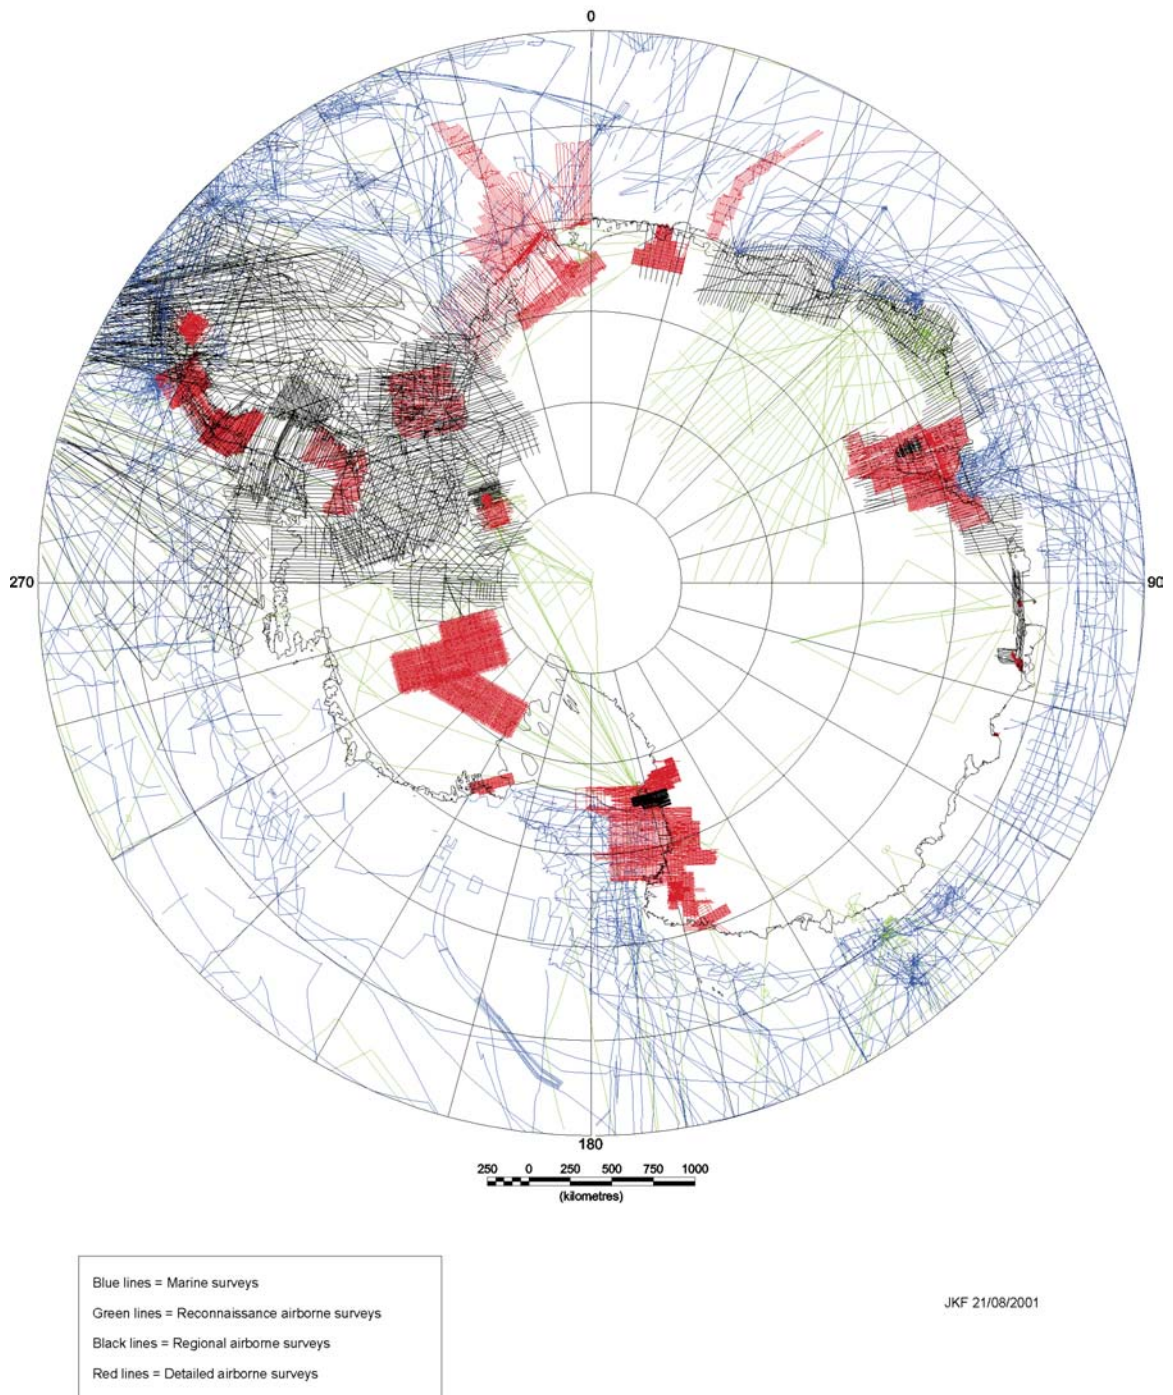 0
270
90
180
250 0 250 500 750 1000
(kilometres)
Blue lines = Marine surveys
Green lines = Reconnaissance airborne surveys
JKF 21/08/2001
Black lines = Regional airborne surveys
Red lines = Detailed airborne surveys